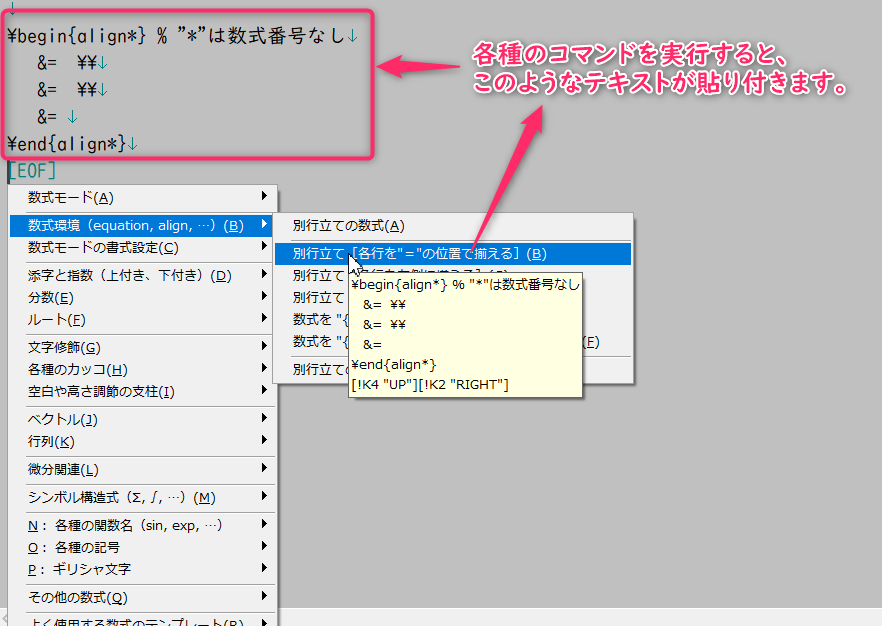 ↓
¥begin{align*} % ”*”は数式番号なし↓
&=  ¥¥↓
&=  ¥¥↓
&= ↓
¥end{align*}↓
[EOF]
各種のコマンドを実行すると、
このようなテキストが貼り付きます。
数式モード(A)
数式環境（equation, align, …）(B)
数式モードの書式設定(C)
添字と指数（上付き、下付き）(D)
分数(E)
ルート(F)
文字修飾(G)
各種のカッコ(H)
空白や高さ調節の支柱(I)
ベクトル(J)
行列(K)
微分関連(L)
シンボル構造式（Σ, ∫, …）(M)
N： 各種の関数名（sin, exp, …）
O： 各種の記号
P： ギリシャ文字
その他の数式(Q)
よく使用する数式のテンプレート(R)
別行立ての数式(A)
別行立て［各行を"＝"の位置で揃える］(B)
別行立て
別行立て
数式を "{
数式を "{
(F)
別行立ての
¥begin{align*} % "*"は数式番号なし
&=  ¥¥
&=  ¥¥
&=
¥end{align*}
[!K4 "UP"][!K2 "RIGHT"]